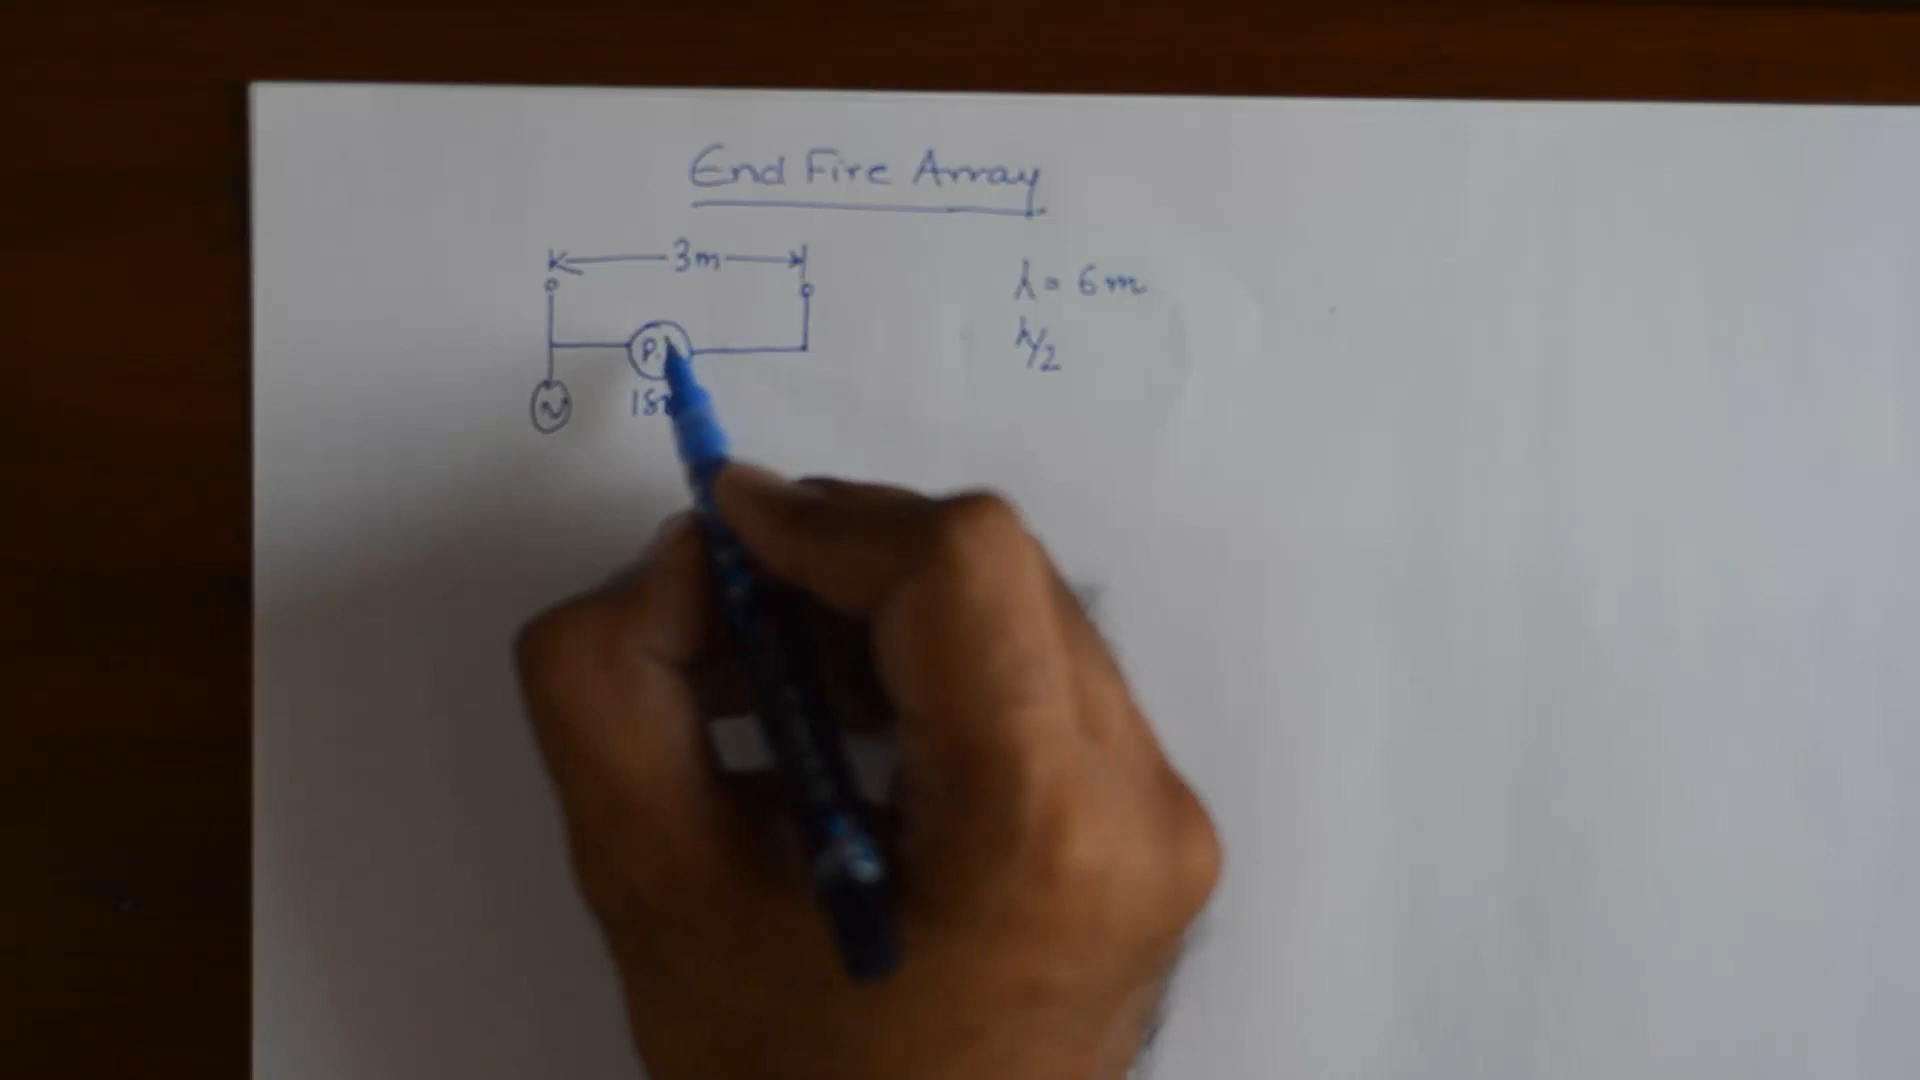 End Fire Array
3m
λ = 6m
λ/2